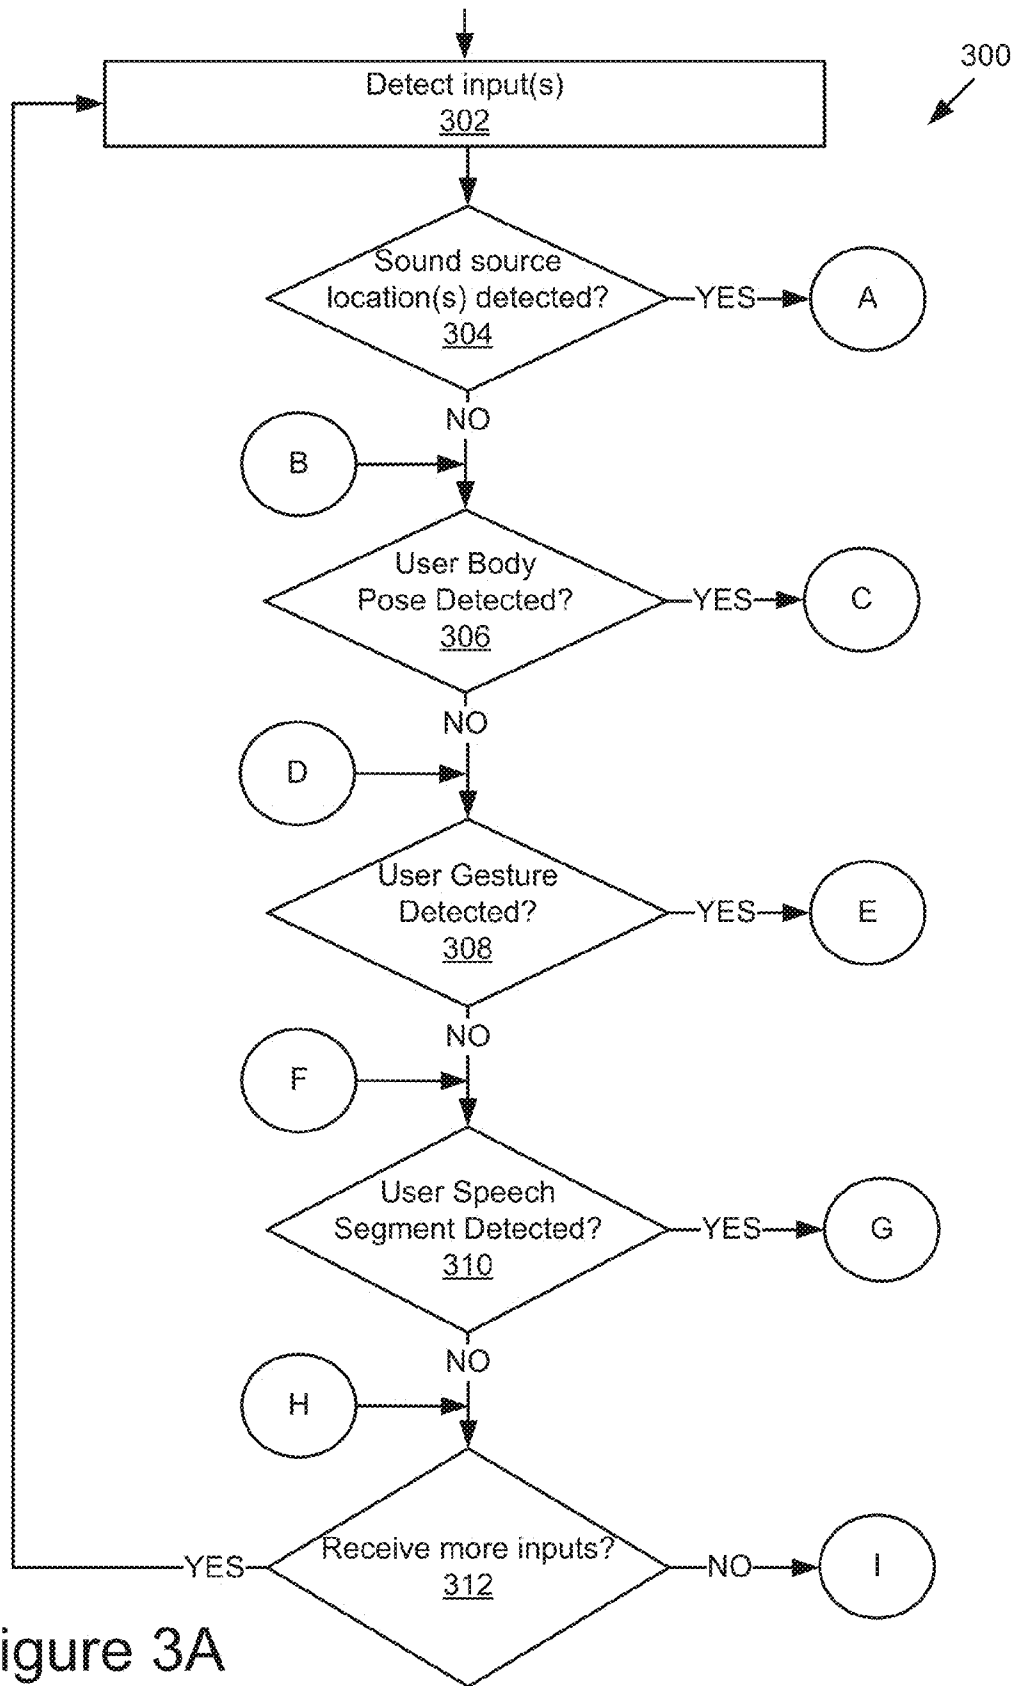 300
Detect input(s)
302
Sound source
location(s) detected?
304
YES
A
NO
B
User Body
Pose Detected?
306
YES
C
NO
D
User Gesture
Detected?
308
YES
E
NO
F
User Speech
Segment Detected?
310
YES
G
NO
H
Receive more inputs?
312
YES
NO
I
igure 3A